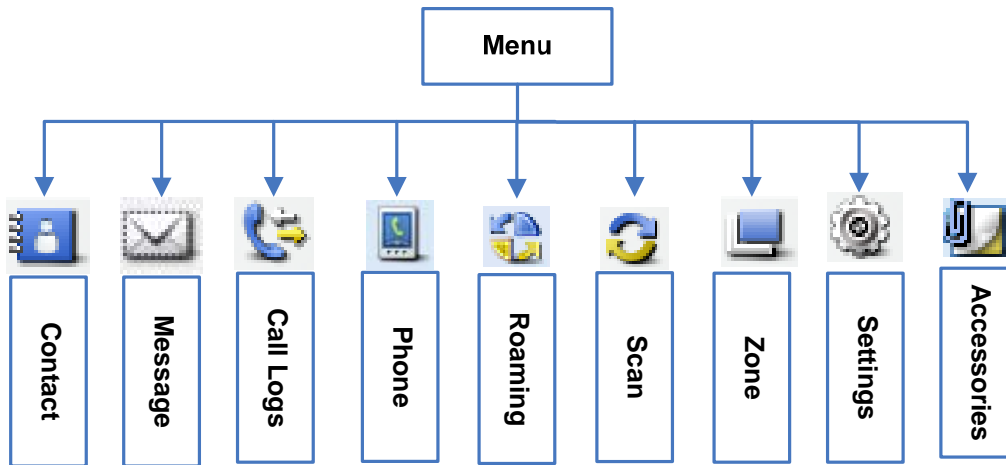 Menu
Contact
Message
Call Logs
Phone
Roaming
Scan
Zone
Settings
Accessories